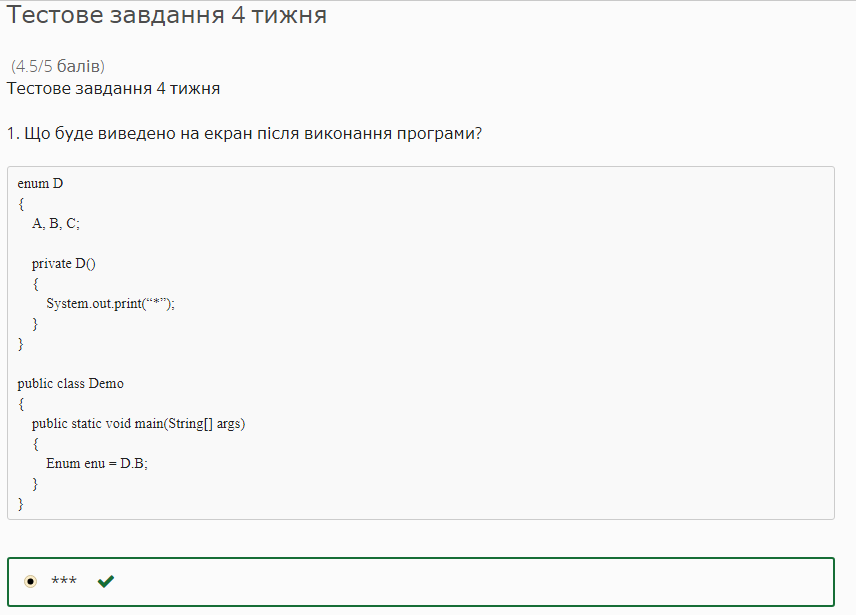 Тестове завдання 4 тижня
(4.5/5 балів)
Тестове завдання 4 тижня
1. Що буде виведено на екран після виконання програми?
enum D
{
A, B, C;
private D()
{
System.out.print(“*”);
}
}
public class Demo
{
public static void main(String[] args)
{
Enum enu = D.B;
}
}
***